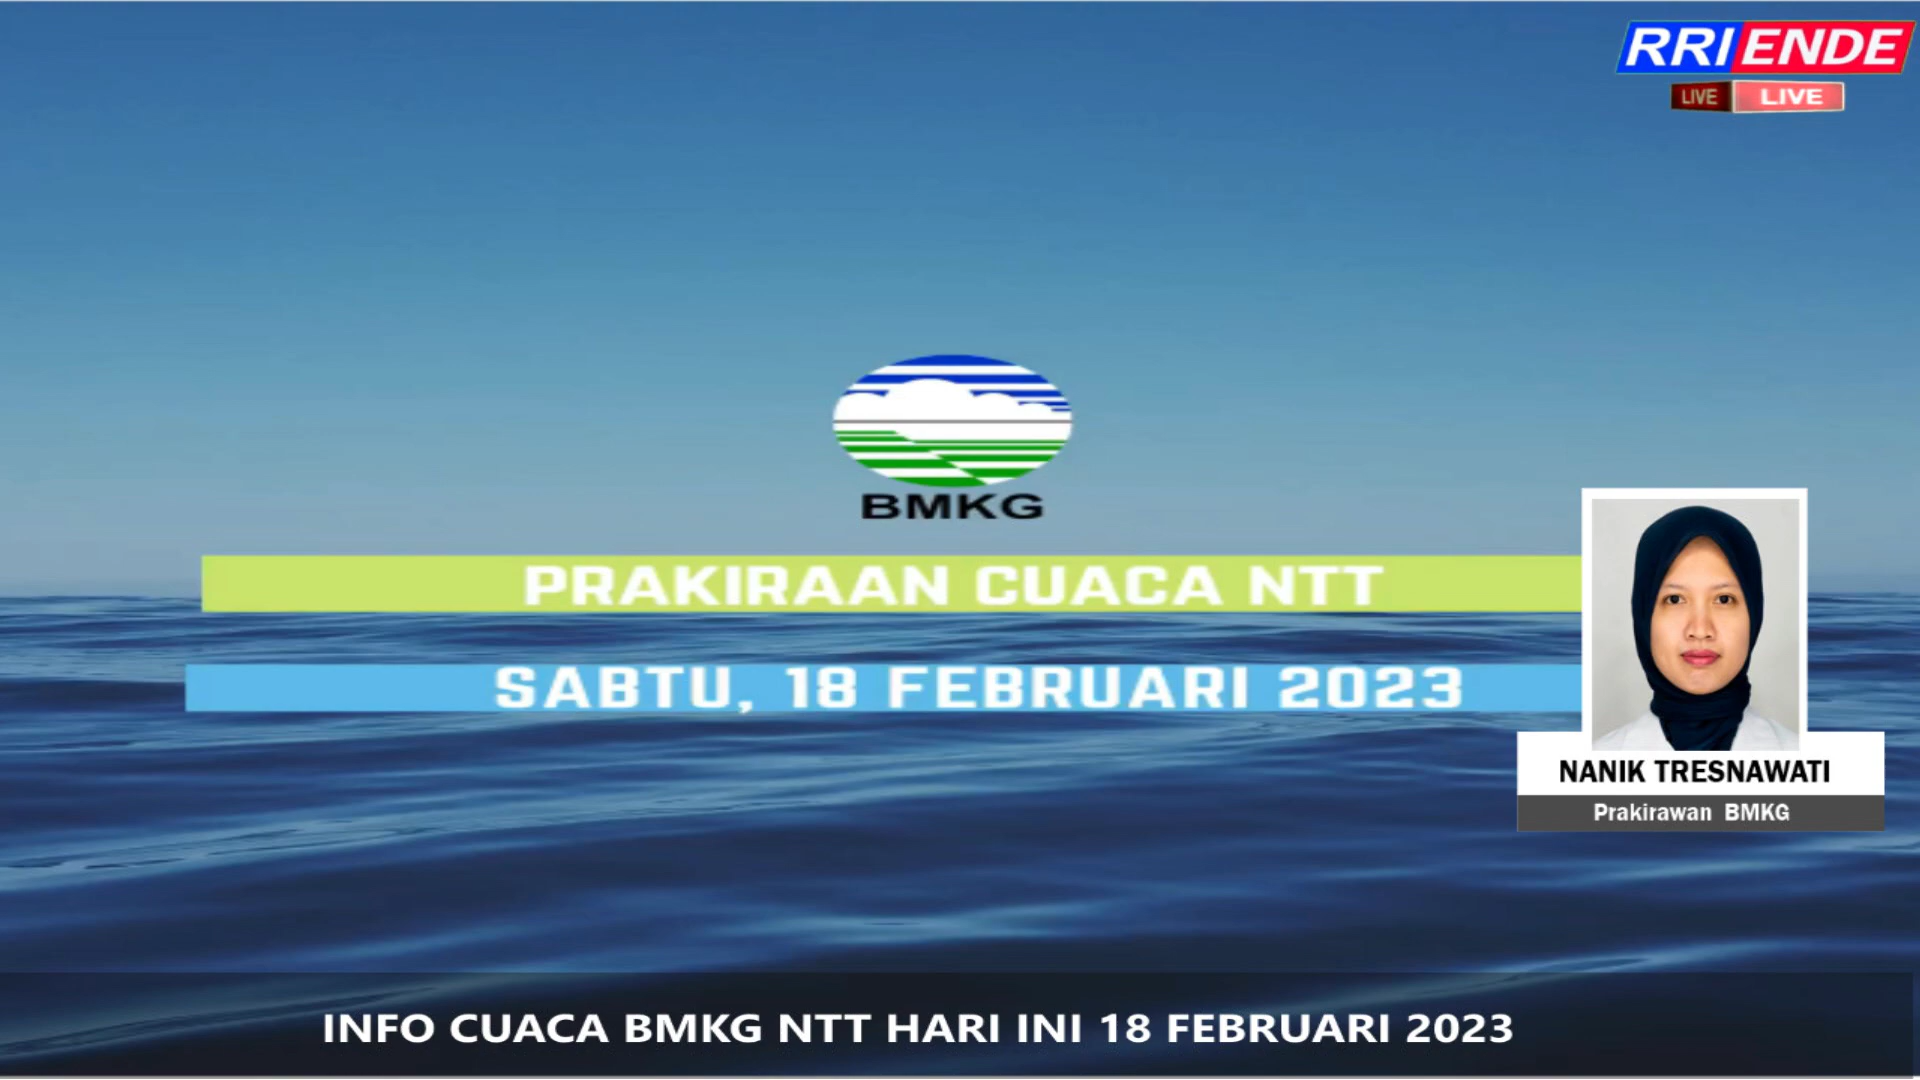 RRI ENDE
LIVE LIVE
BMKG
PRAKIRAAN CUACA NTT
SABTU, 18 FEBRUARI 2023
NANIK TRESNAWATI
Prakirawan BMKG
INFO CUACA BMKG NTT HARI INI 18 FEBRUARI 2023